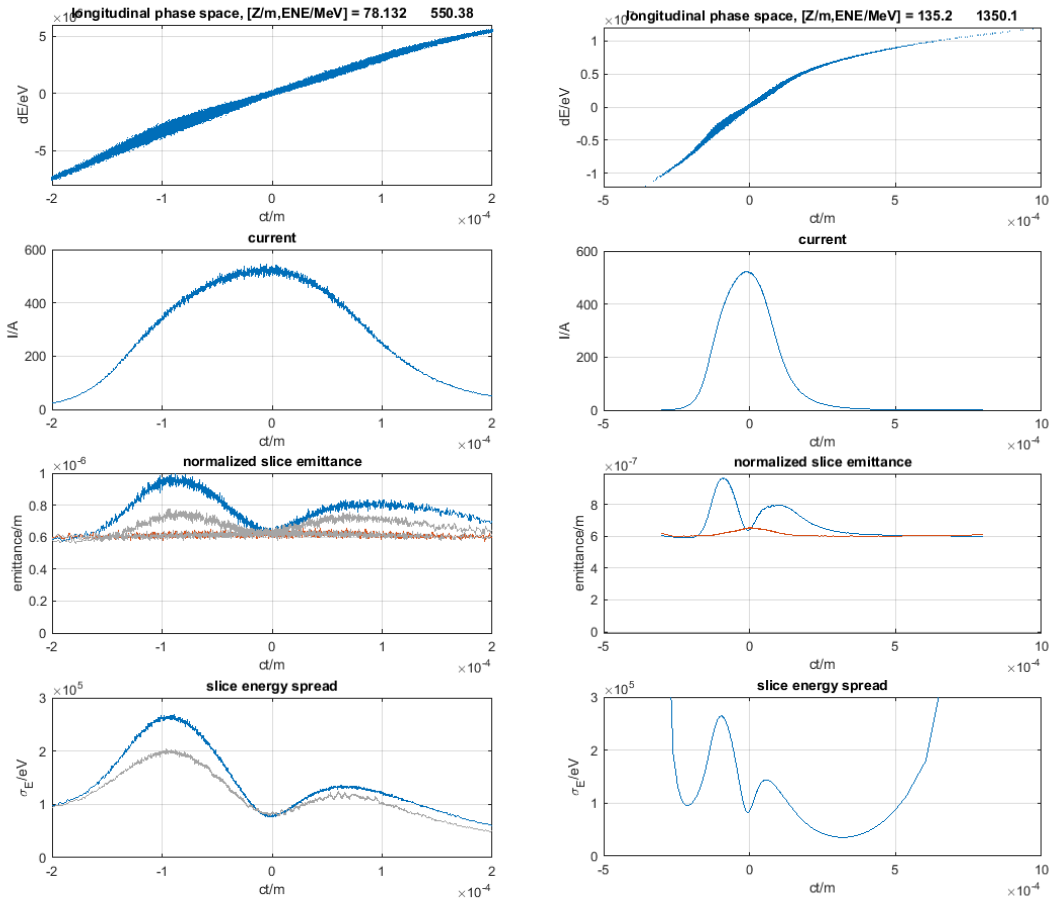 longitudinal phase space, [Z/m,ENE/MeV] = 78.132 550.38
5
0
-5
dE/eV
-2 -1 0 1 2
ct/m
×10-4
current
600
400
200
0
I/A
-2 -1 0 1 2
ct/m
×10-4
normalized slice emittance
×10-6
1
0.8
0.6
0.4
0.2
0
emittance/m
-2 -1 0 1 2
ct/m
×10-4
slice energy spread
×105
3
2
1
0
σE/eV
-2 -1 0 1 2
ct/m
×10-4
longitudinal phase space, [Z/m,ENE/MeV] = 135.2 1350.1
1
0.5
0
-0.5
-1
dE/eV
-5 0 5 10
ct/m
×10-4
current
600
400
200
0
I/A
-5 0 5 10
ct/m
×10-4
normalized slice emittance
×10-7
8
6
4
2
0
emittance/m
-5 0 5 10
ct/m
×10-4
slice energy spread
×105
3
2
1
0
σE/eV
-5 0 5 10
ct/m
×10-4